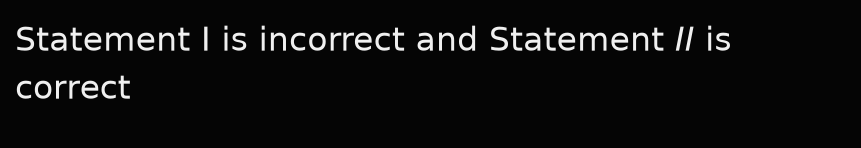 Statement I is incorrect and Statement II is
correct